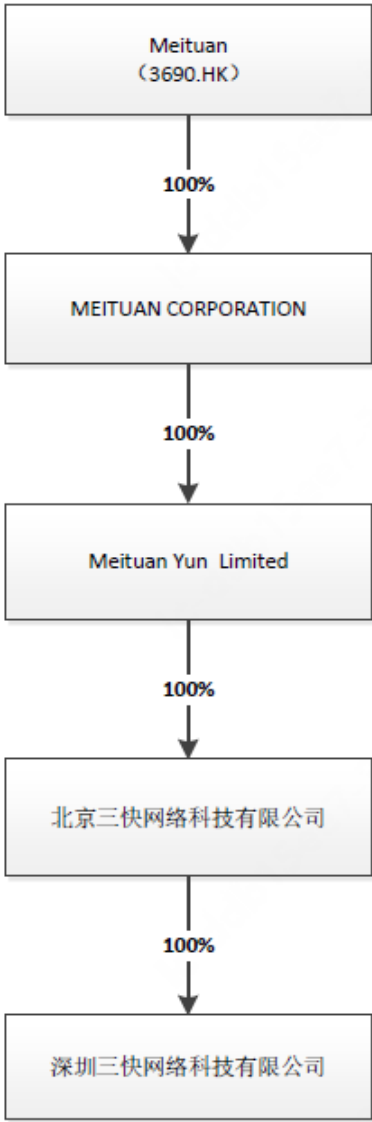 Meituan
（3690.HK）
100%
MEITUAN CORPORATION
100%
Meituan Yun Limited
100%
北京三快网络科技有限公司
100%
深圳三快网络科技有限公司